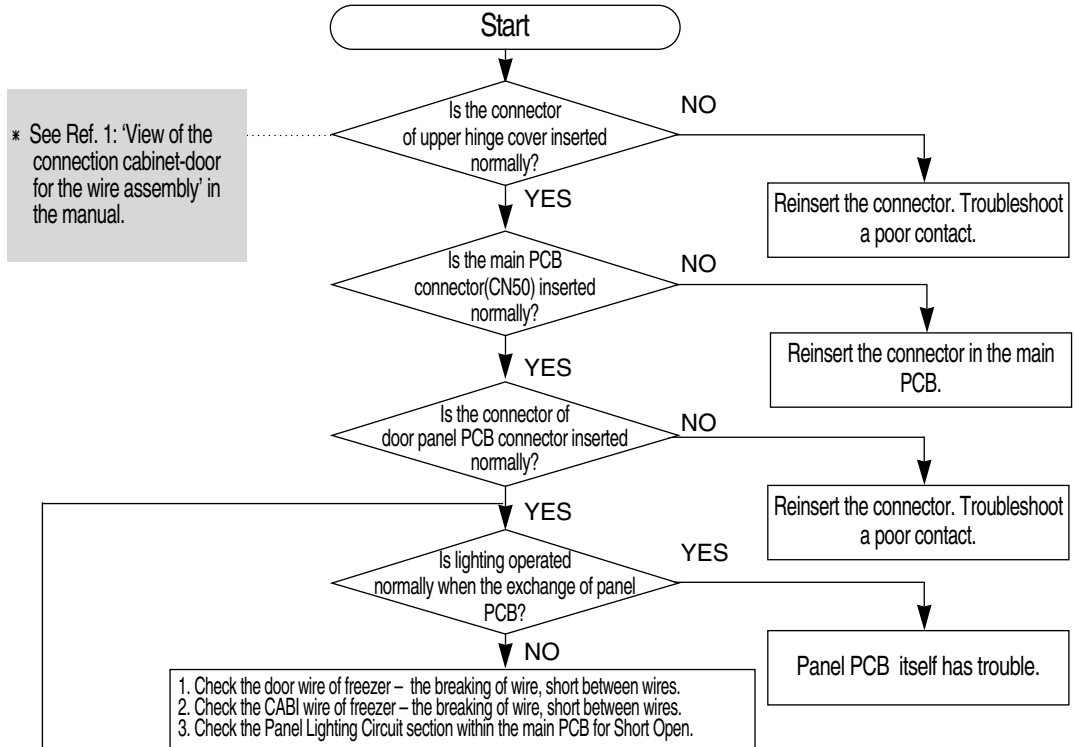 Start
Is the connector
of upper hinge cover inserted
normally?
NO
* See Ref. 1: 'View of the
connection cabinet-door
for the wire assembly' in
the manual.
YES
Reinsert the connector. Troubleshoot
a poor contact.
Is the main PCB
connector(CN50) inserted
normally?
NO
YES
Reinsert the connector in the main
PCB.
Is the connector of
door panel PCB connector inserted
normally?
NO
YES
Reinsert the connector. Troubleshoot
a poor contact.
Is lighting operated
normally when the exchange of panel
PCB?
YES
NO
Panel PCB itself has trouble.
1. Check the door wire of freezer – the breaking of wire, short between wires.
2. Check the CABI wire of freezer – the breaking of wire, short between wires.
3. Check the Panel Lighting Circuit section within the main PCB for Short Open.